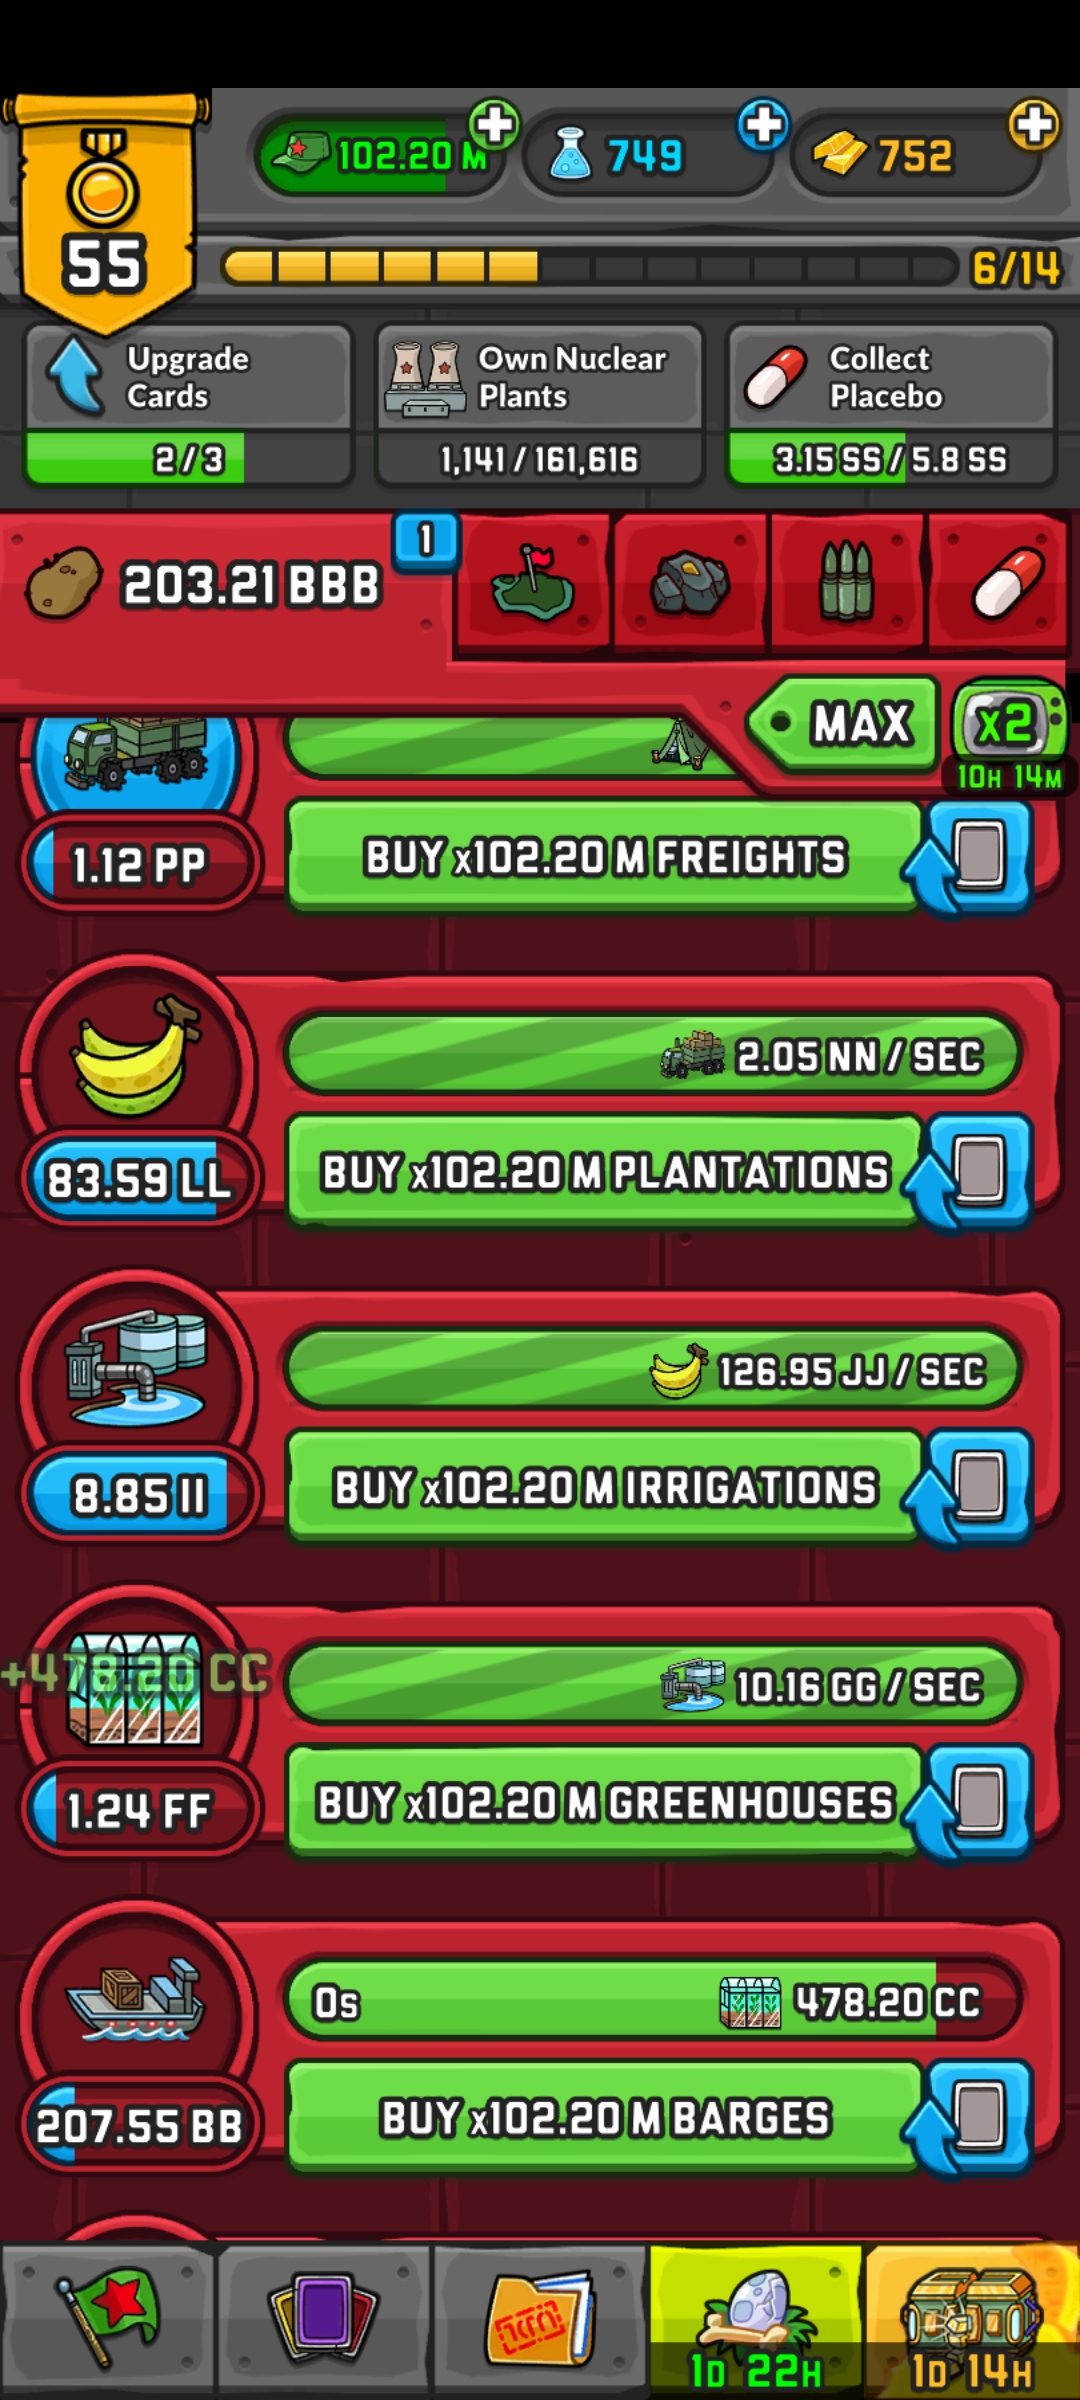 102.20 M
749
752
55
6/14
Upgrade
Cards
2/3
Own Nuclear
Plants
1,141/161,616
Collect
Placebo
3.15 SS/5.8 SS
203.21 BBB
1
MAX
X2
10H 14M
1.12 PP
BUY x102.20 M FREIGHTS
2.05 NN / SEC
83.59 LL
BUY x102.20 M PLANTATIONS
126.95 JJ / SEC
8.85 II
BUY x102.20 M IRRIGATIONS
+478.20 CC
10.16 GG / SEC
1.24 FF
BUY x102.20 M GREENHOUSES
0s
478.20 CC
207.55 BB
BUY x102.20 M BARGES
1D 22H
1D 14H